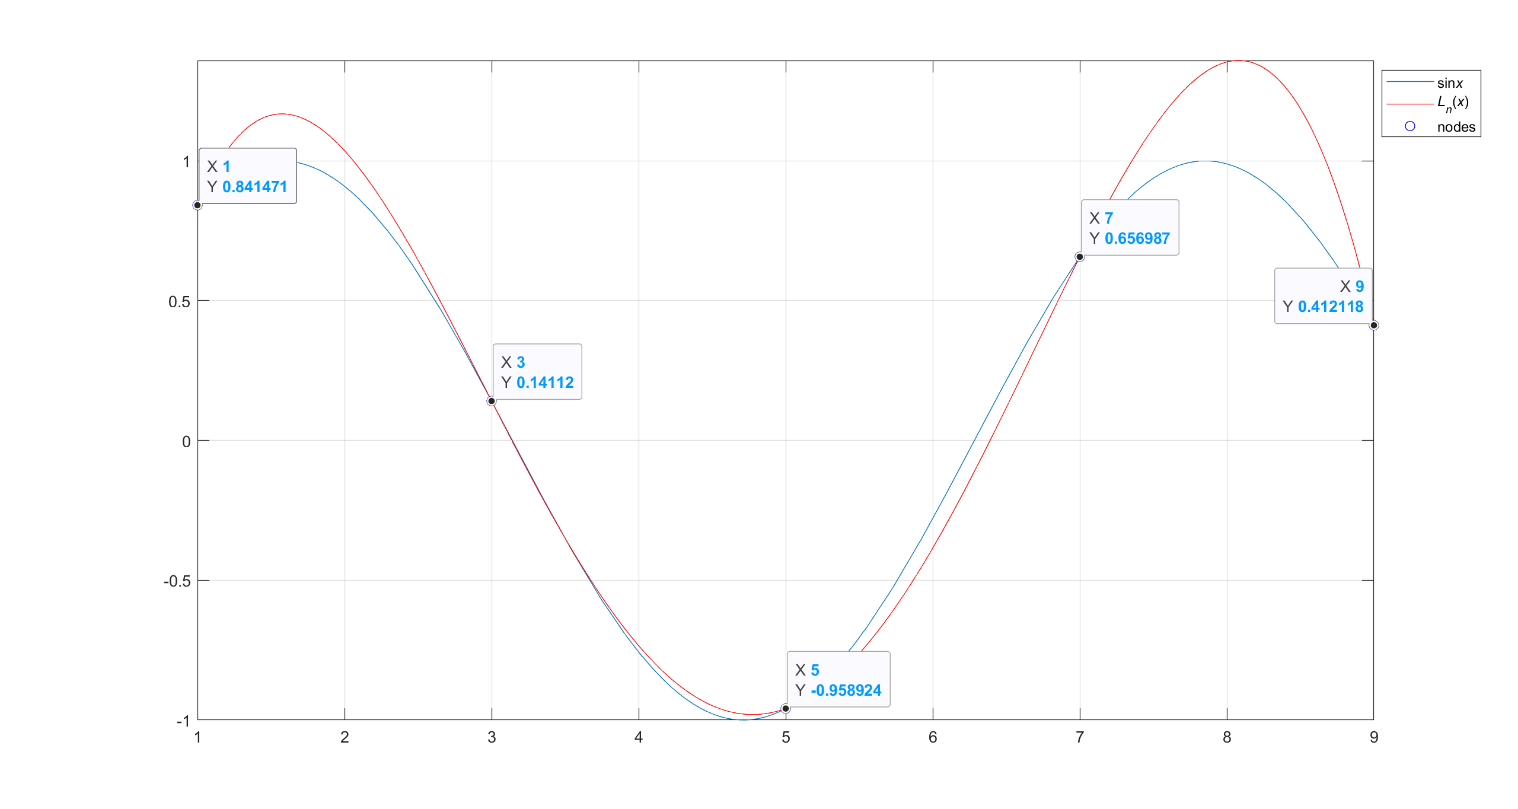 sinx
L_n(x)
nodes
X 1
Y 0.841471
X 3
Y 0.14112
X 5
Y -0.958924
X 7
Y 0.656987
X 9
Y 0.412118
1
0.5
0
-0.5
-1
1 2 3 4 5 6 7 8 9